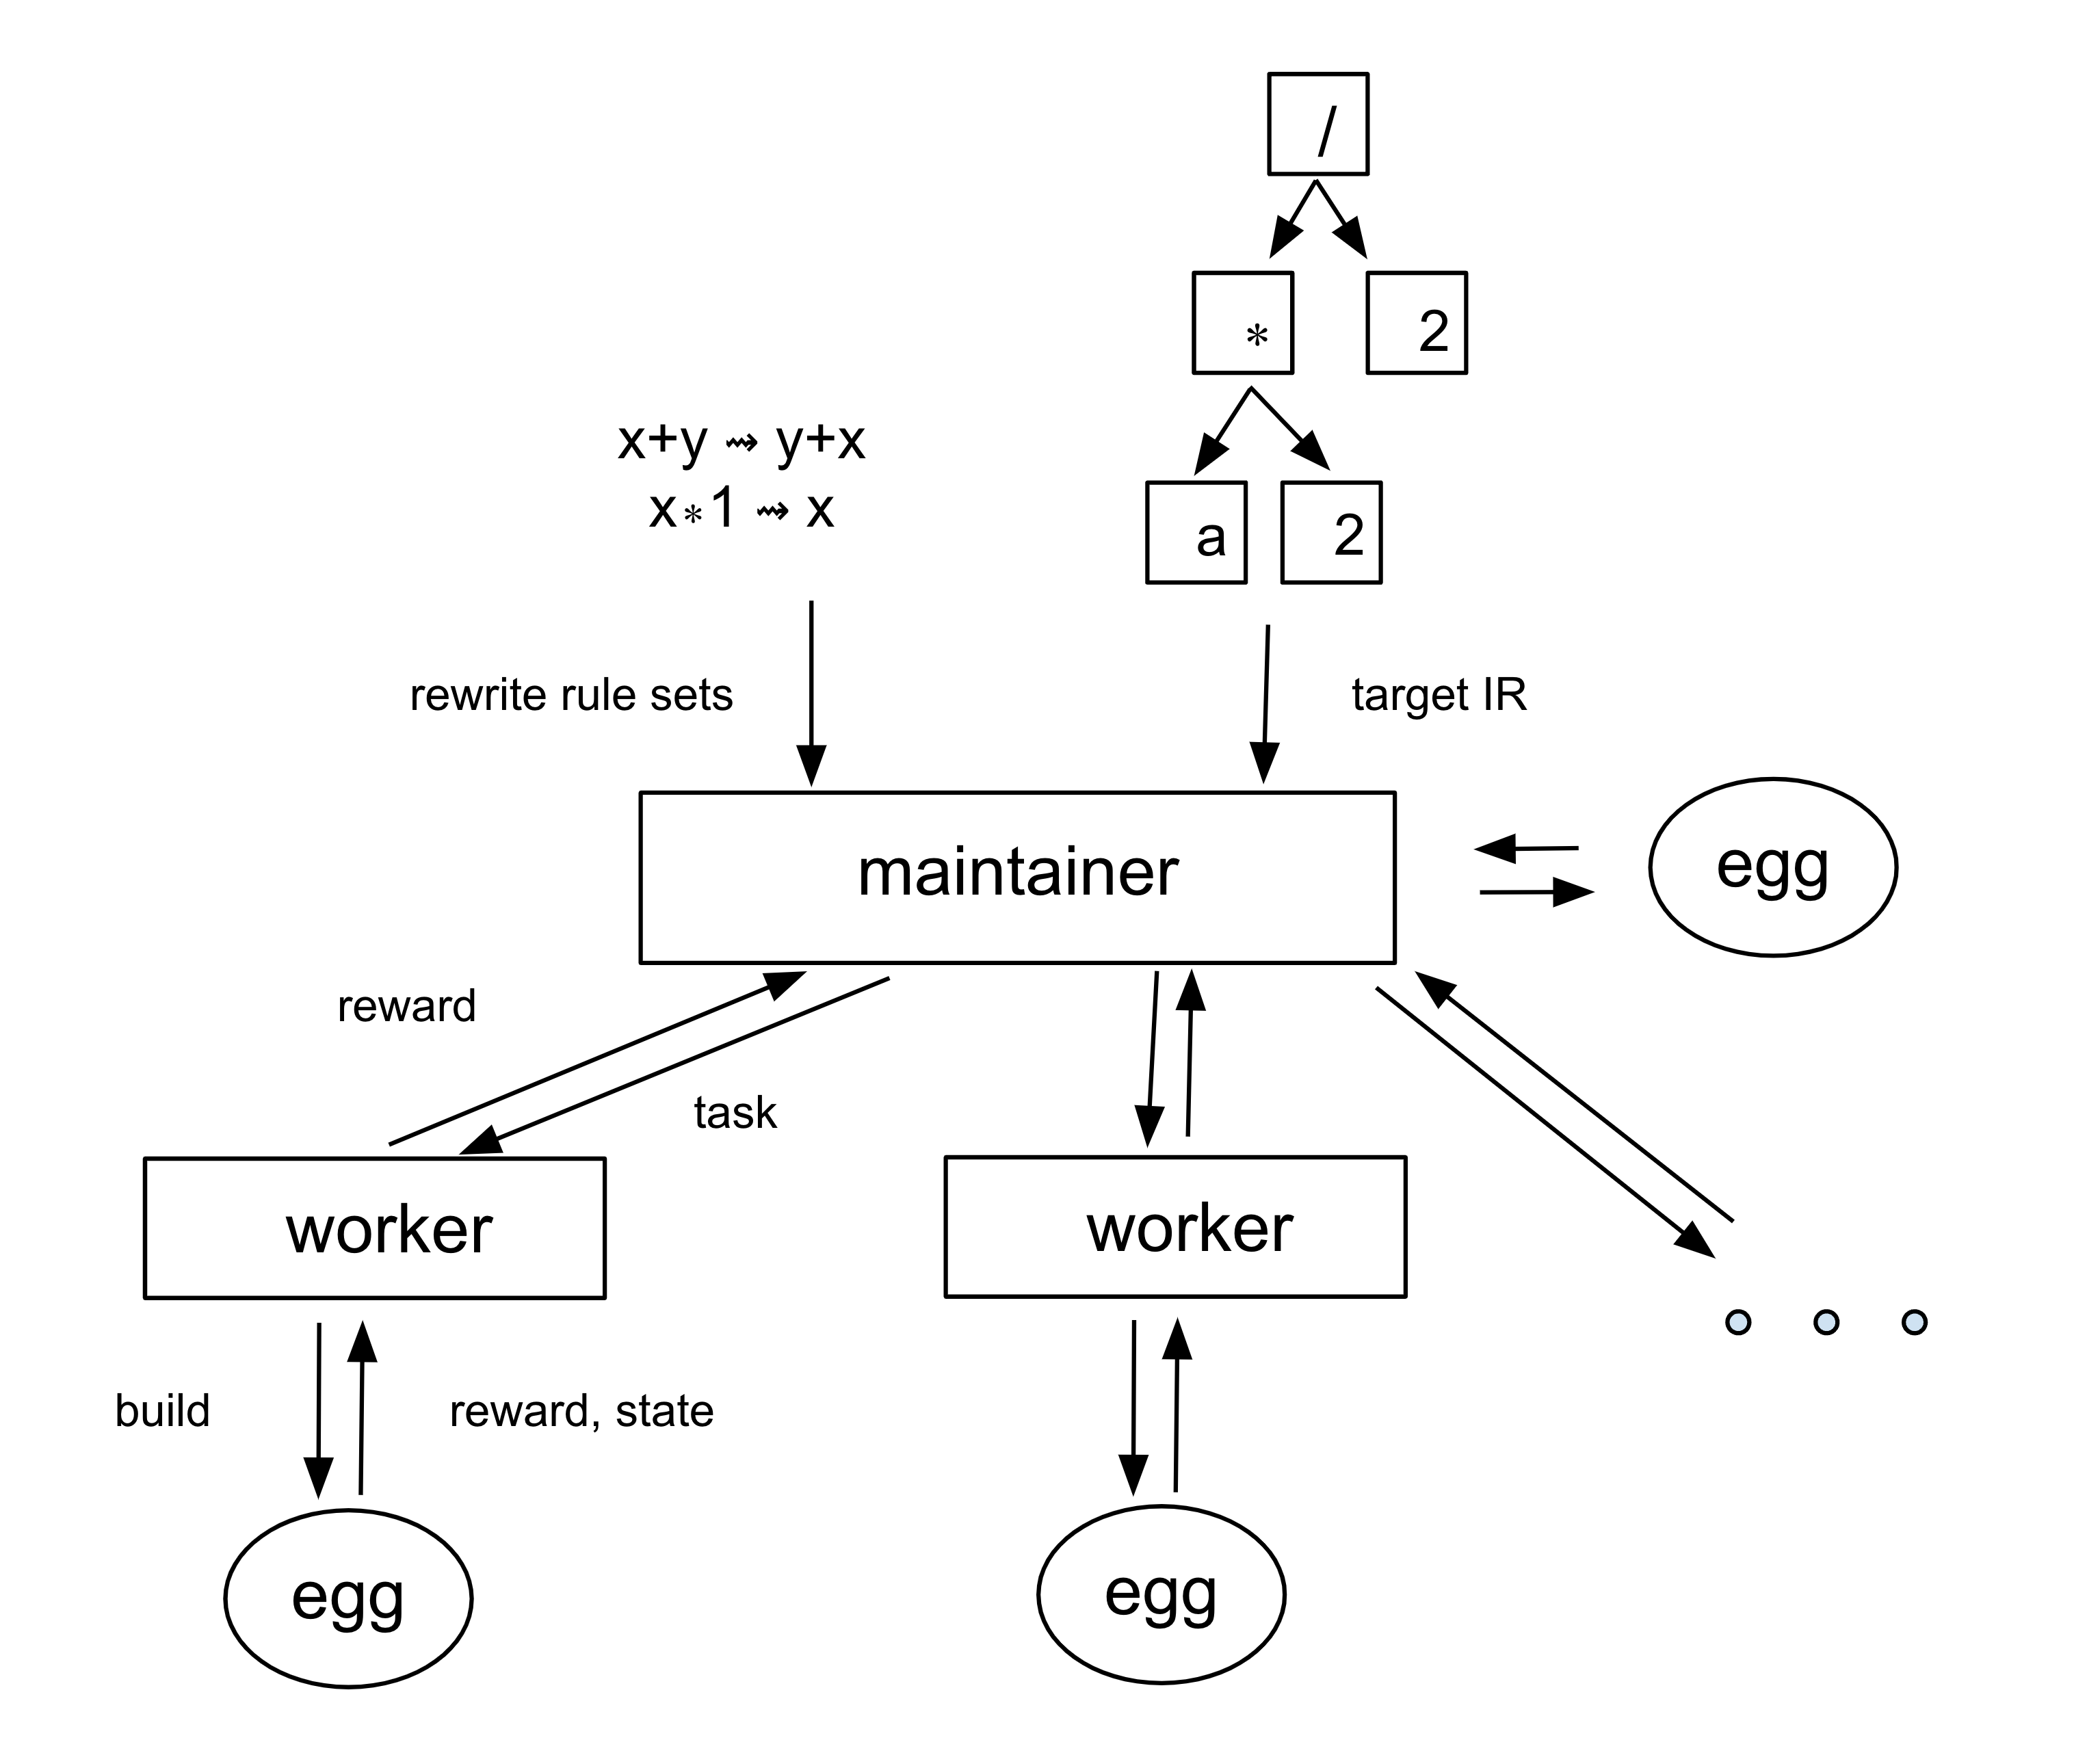 /
* 2
x+y ⇝ y+x
x*1 ⇝ x
a 2
rewrite rule sets
target IR
maintainer
egg
reward
task
worker
worker
build
reward, state
egg
egg